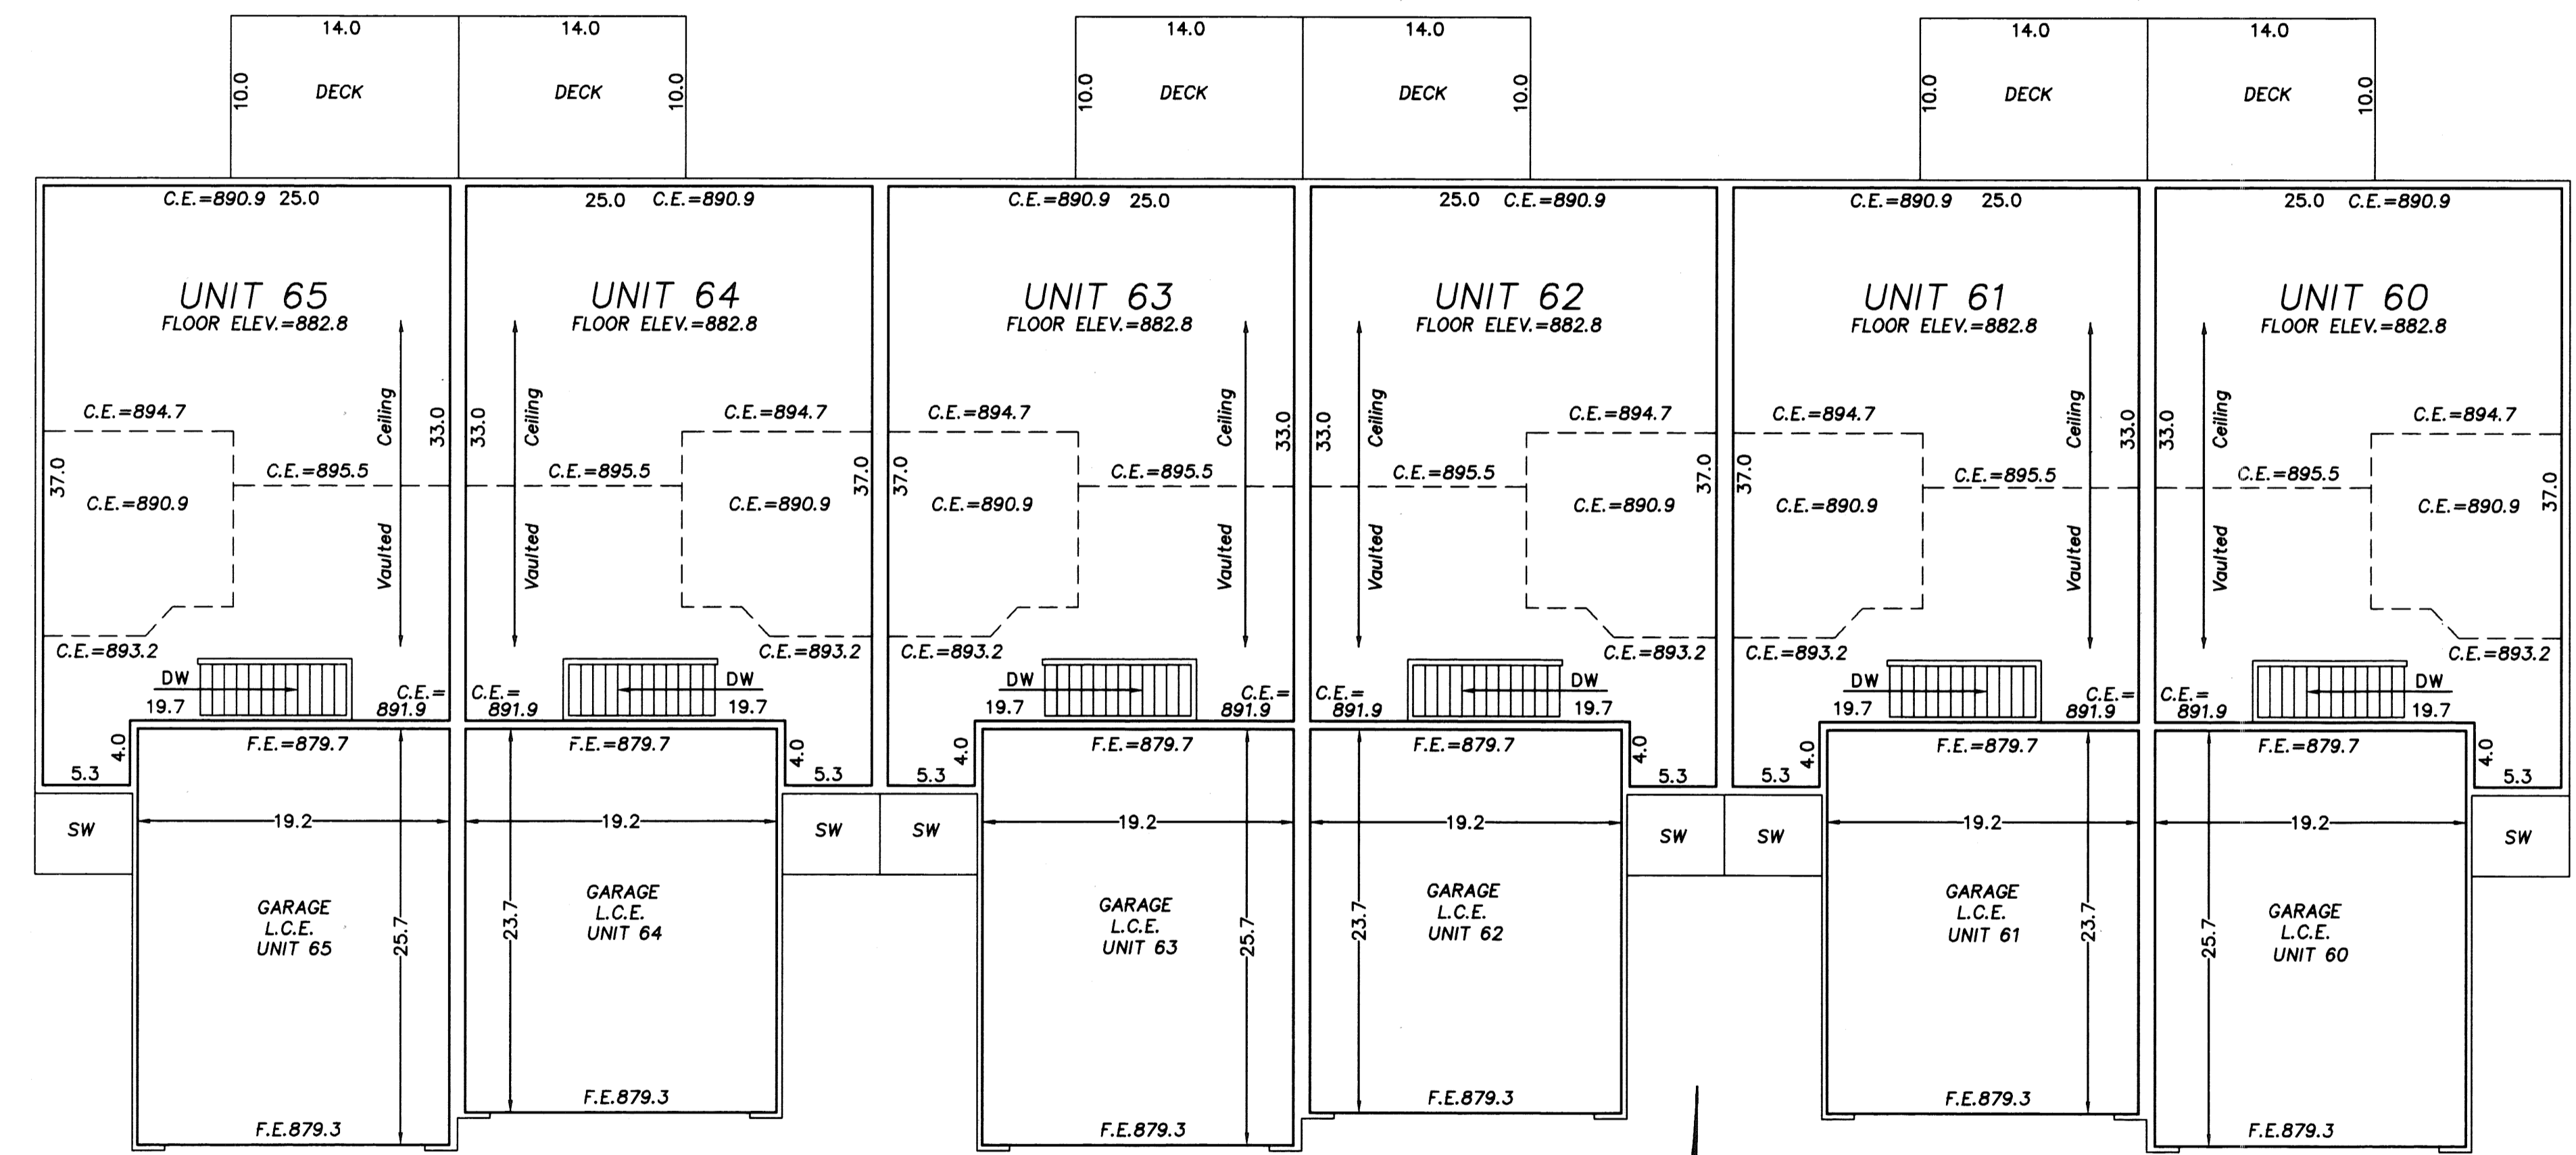 14.0 14.0 14.0 14.0 14.0 14.0
10.0 DECK DECK 10.0 10.0 DECK DECK 10.0 10.0 DECK DECK 10.0
C.E.=890.9 25.0 25.0 C.E.=890.9 C.E.=890.9 25.0 25.0 C.E.=890.9 C.E.=890.9 25.0 25.0 C.E.=890.9
UNIT 65 UNIT 64 UNIT 63 UNIT 62 UNIT 61 UNIT 60
FLOOR ELEV.=882.8 FLOOR ELEV.=882.8 FLOOR ELEV.=882.8 FLOOR ELEV.=882.8 FLOOR ELEV.=882.8 FLOOR ELEV.=882.8
C.E.=894.7 Ceiling 33.0 33.0 Ceiling C.E.=894.7 C.E.=894.7 Ceiling 33.0 33.0 Ceiling C.E.=894.7 C.E.=894.7 Ceiling 33.0 33.0 Ceiling C.E.=894.7
37.0 C.E.=895.5 C.E.=895.5 37.0 37.0 C.E.=895.5 C.E.=895.5 37.0 37.0 C.E.=895.5 C.E.=895.5 37.0
C.E.=890.9 Vaulted Vaulted C.E.=890.9 C.E.=890.9 Vaulted Vaulted C.E.=890.9 C.E.=890.9 Vaulted Vaulted C.E.=890.9
C.E.=893.2 C.E.=893.2 C.E.=893.2 C.E.=893.2 C.E.=893.2 C.E.=893.2
DW C.E.= C.E.= DW DW C.E.= C.E.= DW DW C.E.= C.E.= DW
19.7 891.9 891.9 19.7 19.7 891.9 891.9 19.7 19.7 891.9 891.9 19.7
4.0 F.E.=879.7 F.E.=879.7 4.0 4.0 F.E.=879.7 F.E.=879.7 4.0 4.0 F.E.=879.7 F.E.=879.7 4.0
5.3 5.3 5.3 5.3 5.3 5.3
SW 19.2 19.2 SW SW 19.2 19.2 SW SW 19.2 19.2 SW
GARAGE GARAGE GARAGE GARAGE GARAGE GARAGE
L.C.E. L.C.E. L.C.E. L.C.E. L.C.E. L.C.E.
UNIT 65 UNIT 64 UNIT 63 UNIT 62 UNIT 61 UNIT 60
25.7 23.7 25.7 23.7 23.7 25.7
F.E.879.3 F.E.879.3 F.E.879.3 F.E.879.3 F.E.879.3 F.E.879.3